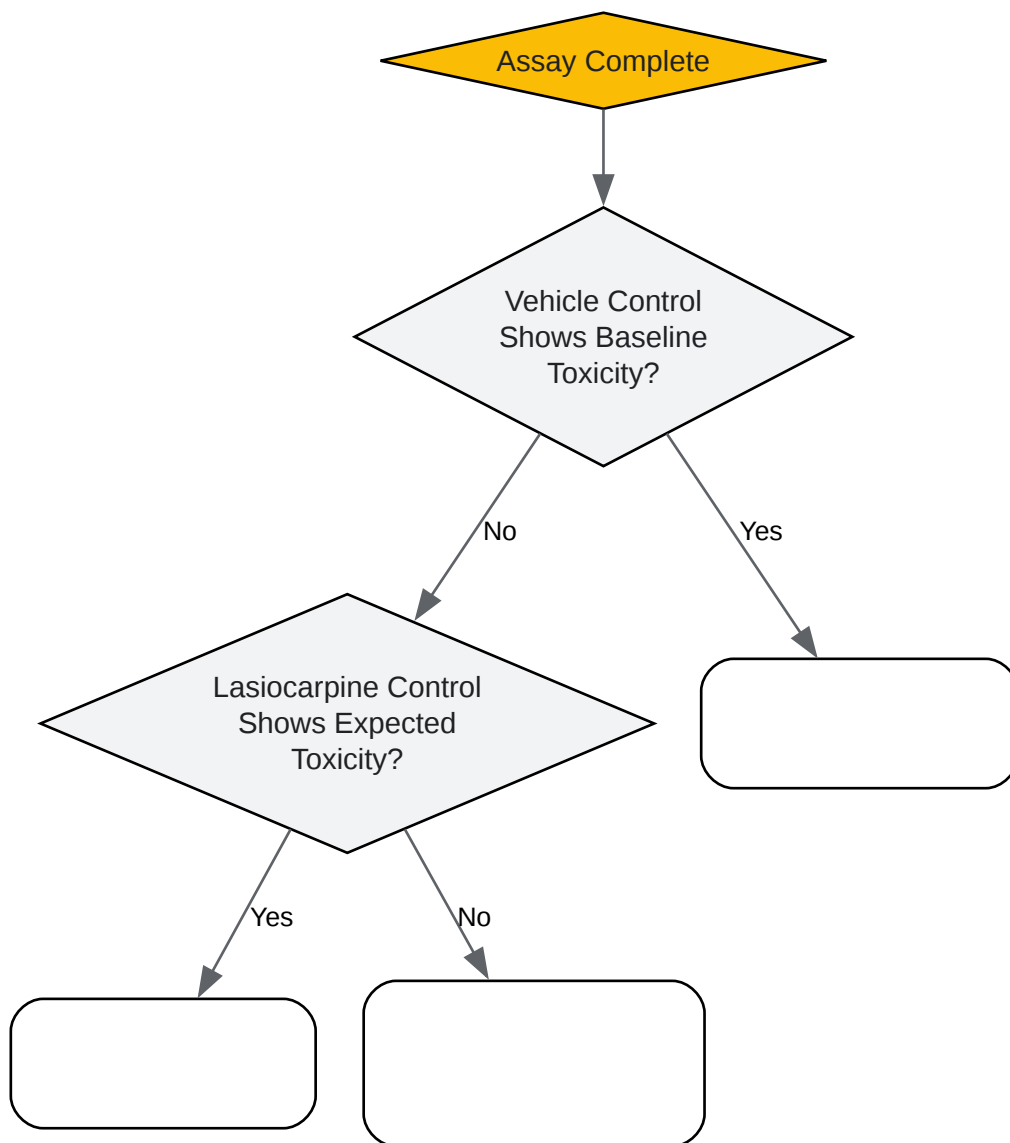 Assay Complete
Vehicle Control
Shows Baseline
Toxicity?
No
Yes
Lasiocarpine Control
Shows Expected
Toxicity?
Yes
No